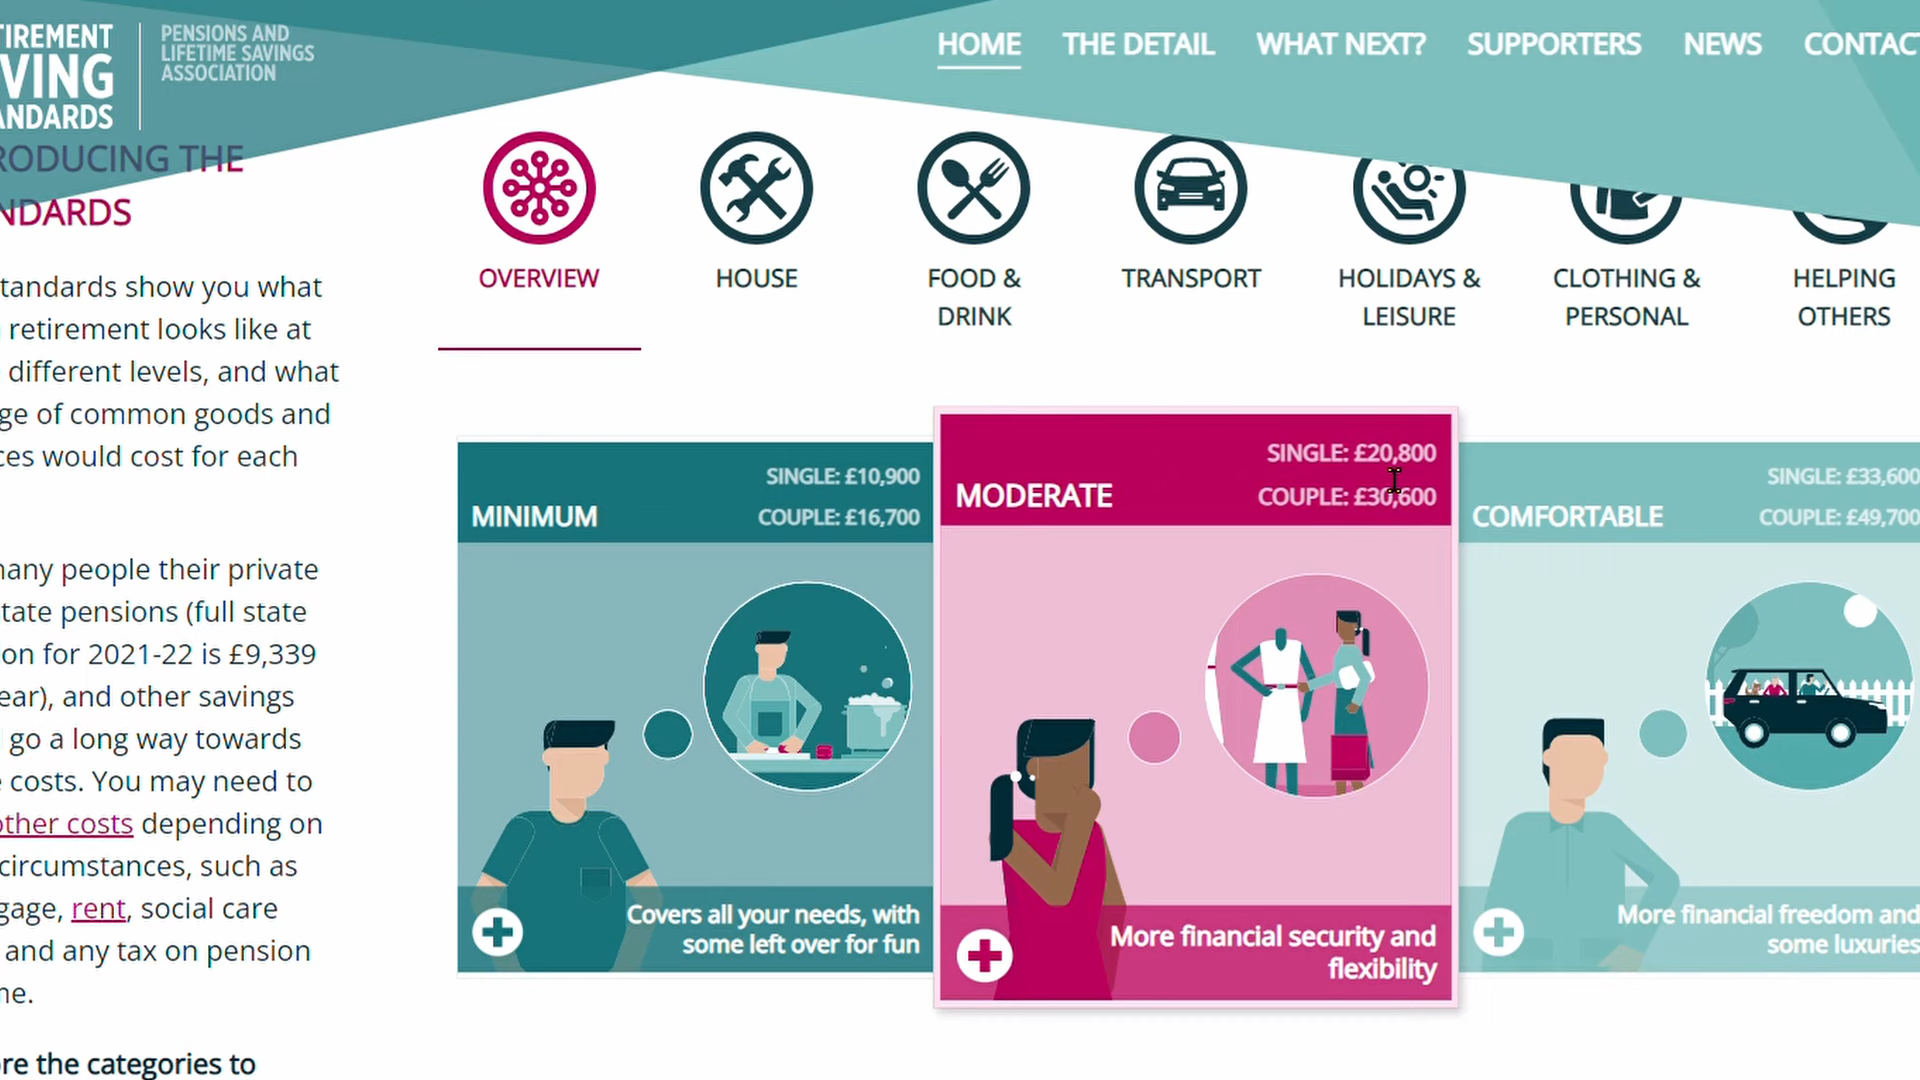 TIREMENT
VING
ANDARDS
PENSIONS AND
LIFETIME SAVINGS
ASSOCIATION
HOME
THE DETAIL
WHAT NEXT?
SUPPORTERS
NEWS
CONTACT
RODUCING THE
NDARDS
tandards show you what
retirement looks like at
different levels, and what
ge of common goods and
ces would cost for each
many people their private
tate pensions (full state
on for 2021-22 is £9,339
ear), and other savings
go a long way towards
e costs. You may need to
other costs depending on
circumstances, such as
gage, rent, social care
and any tax on pension
me.
re the categories to
OVERVIEW
HOUSE
FOOD &
DRINK
TRANSPORT
HOLIDAYS &
LEISURE
CLOTHING &
PERSONAL
HELPING
OTHERS
MINIMUM
SINGLE: £10,900
COUPLE: £16,700
Covers all your needs, with
some left over for fun
MODERATE
SINGLE: £20,800
COUPLE: £30,600
More financial security and
flexibility
COMFORTABLE
SINGLE: £33,600
COUPLE: £49,700
More financial freedom and
some luxuries